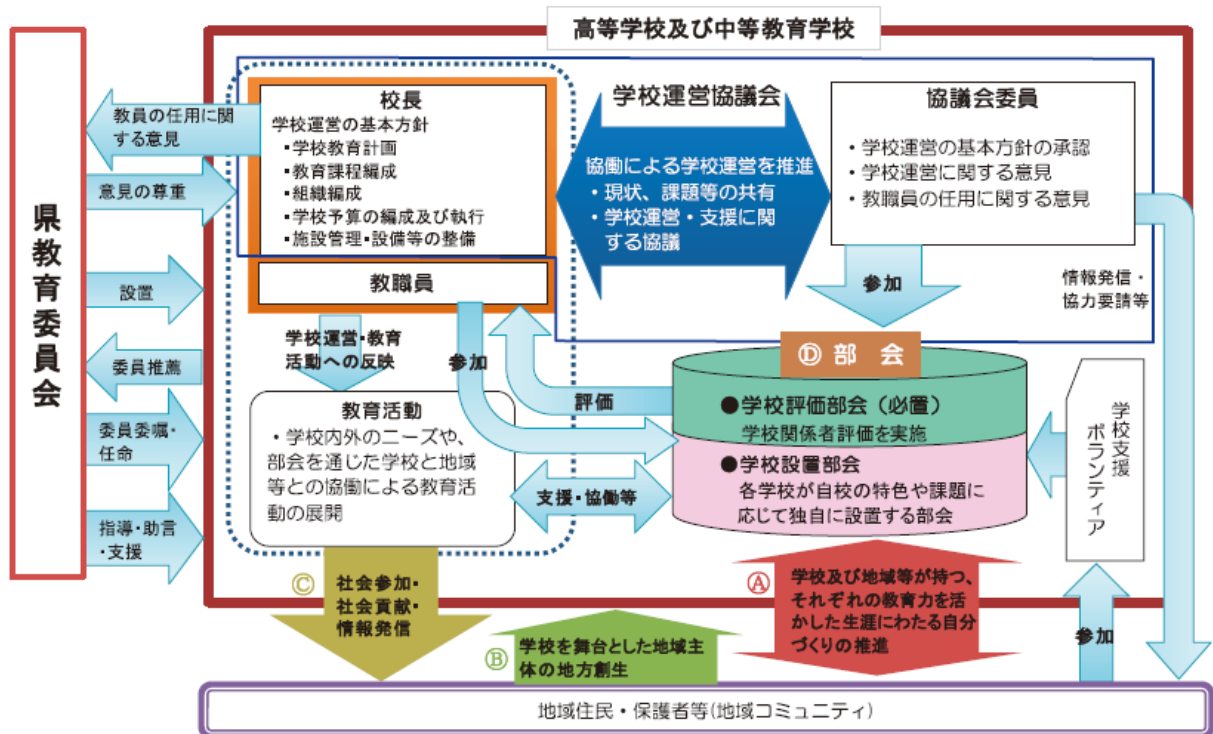 高等学校及び中等教育学校
県教育委員会
教員の任用に関
する意見
意見の尊重
設置
委員推薦
委員委嘱・
任命
指導・助言
・支援
校長
学校運営の基本方針
▪学校教育計画
▪教育課程編成
▪組織編成
▪学校予算の編成及び執行
▪施設管理・設備等の整備
教職員
学校運営協議会
協働による学校運営を推進
・現状、課題等の共有
・学校運営・支援に関
する協議
協議会委員
・学校運営の基本方針の承認
・学校運営に関する意見
・教職員の任用に関する意見
参加
情報発信・
協力要請等
学校運営・教育
活動への反映
参加
評価
Ⓓ 部 会
●学校評価部会（必置）
学校関係者評価を実施
●学校設置部会
各学校が自校の特色や課題に
応じて独自に設置する部会
教育活動
・学校内外のニーズや、
部会を通じた学校と地域
等との協働による教育活
動の展開
支援・協働等
学校支援
ボランティア
Ⓒ
社会参加・
社会貢献・
情報発信
Ⓑ
学校を舞台とした地域主
体の地方創生
Ⓐ
学校及び地域等が持つ、
それぞれの教育力を活
かした生涯にわたる自分
づくりの推進
参加
地域住民・保護者等(地域コミュニティ)